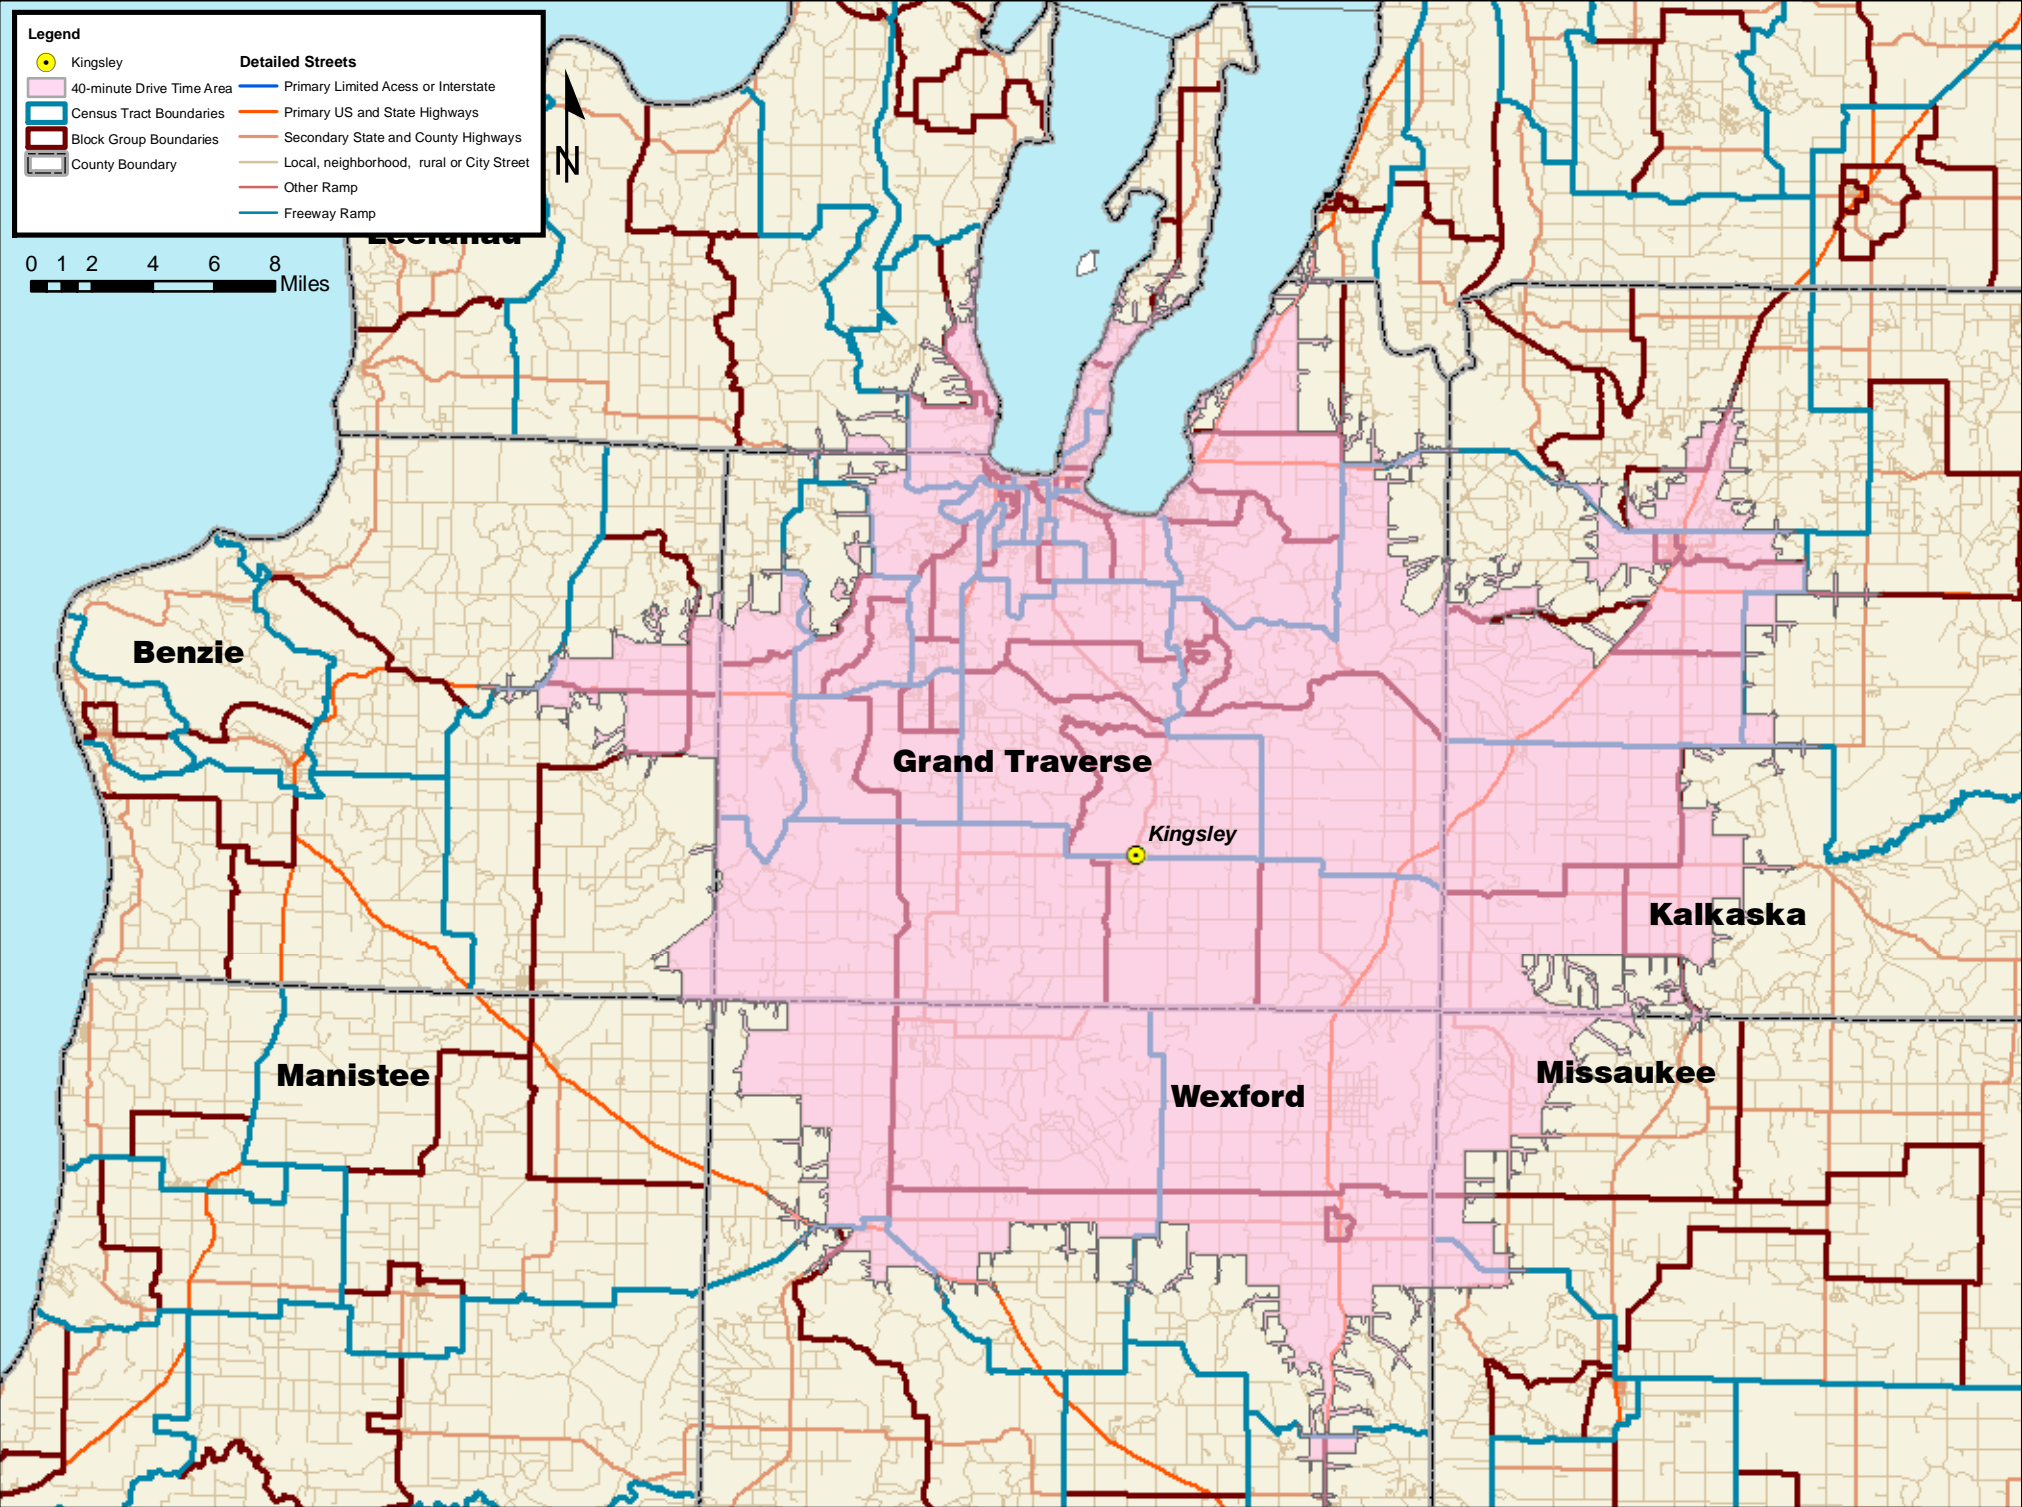 Legend
Kingsley
40-minute Drive Time Area
Census Tract Boundaries
Block Group Boundaries
County Boundary
Detailed Streets
Primary Limited Acess or Interstate
Primary US and State Highways
Secondary State and County Highways
Local, neighborhood, rural or City Street
Other Ramp
Freeway Ramp
N
Leelanau
0 1 2 4 6 8
Miles
Benzie
Grand Traverse
Kingsley
Kalkaska
Manistee
Wexford
Missaukee